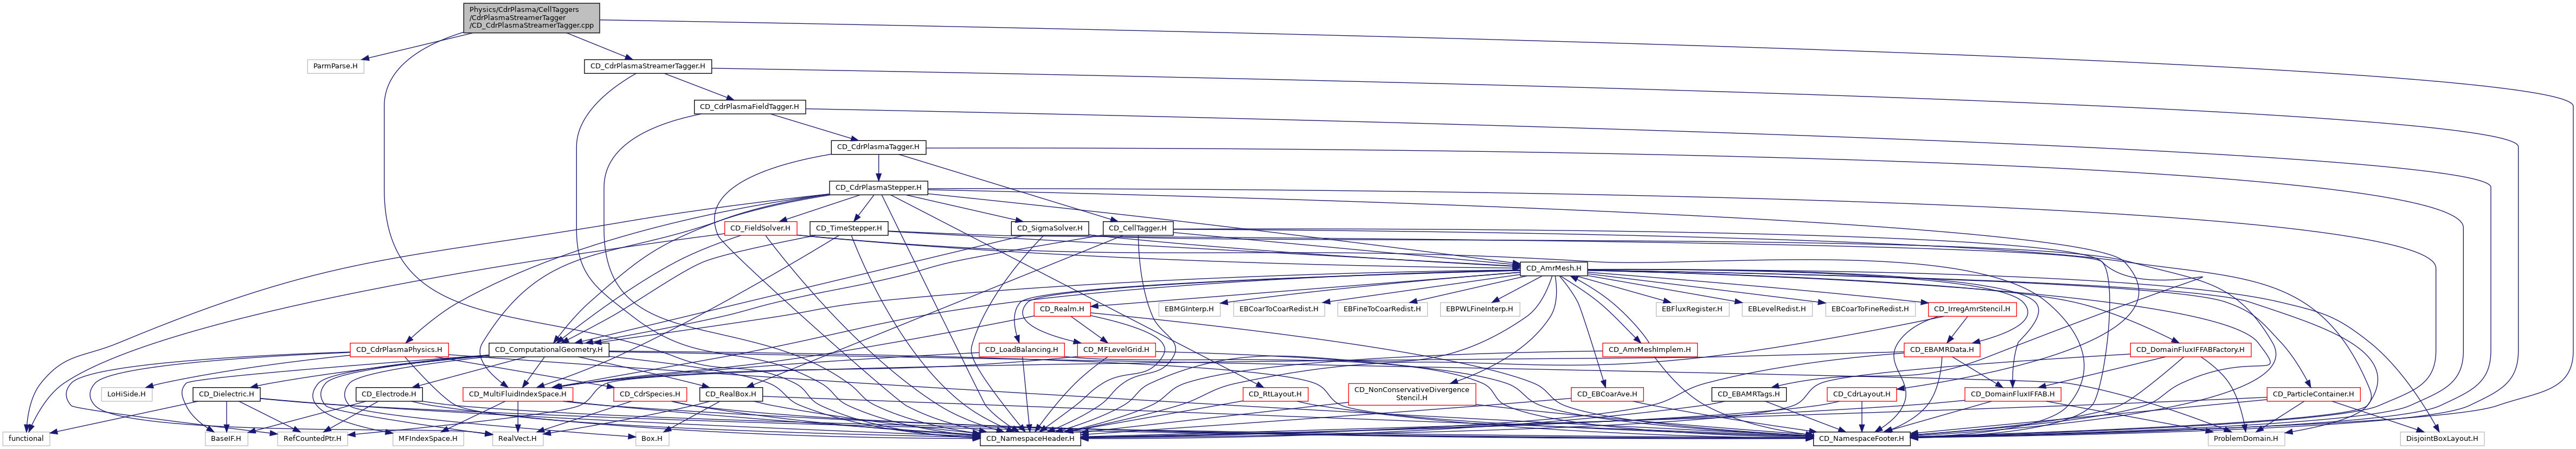 Physics/CdrPlasma/CellTaggers
/CdrPlasmaStreamerTagger
/CD_CdrPlasmaStreamerTagger.cpp
ParmParse.H
CD_CdrPlasmaStreamerTagger.H
CD_CdrPlasmaFieldTagger.H
CD_CdrPlasmaTagger.H
CD_CdrPlasmaStepper.H
CD_FieldSolver.H
CD_TimeStepper.H
CD_SigmaSolver.H
CD_CellTagger.H
CD_AmrMesh.H
CD_Realm.H
EBMGInterp.H
EBCoarToCoarRedist.H
EBFineToCoarRedist.H
EBPWLFineInterp.H
EBFluxRegister.H
EBLevelRedist.H
EBCoarToFineRedist.H
CD_IrregAmrStencil.H
CD_CdrPlasmaPhysics.H
CD_ComputationalGeometry.H
CD_LoadBalancing.H
CD_MFLevelGrid.H
CD_AmrMeshImplem.H
CD_EBAMRData.H
CD_DomainFluxIFFABFactory.H
LoHiSide.H
CD_Dielectric.H
CD_Electrode.H
CD_MultiFluidIndexSpace.H
CD_CdrSpecies.H
CD_RealBox.H
CD_RtLayout.H
CD_NonConservativeDivergence
Stencil.H
CD_EBCoarAve.H
CD_EBAMRTags.H
CD_CdrLayout.H
CD_DomainFluxIFFAB.H
CD_ParticleContainer.H
functional
BaseIF.H
RefCountedPtr.H
MFIndexSpace.H
RealVect.H
Box.H
CD_NamespaceHeader.H
CD_NamespaceFooter.H
ProblemDomain.H
DisjointBoxLayout.H